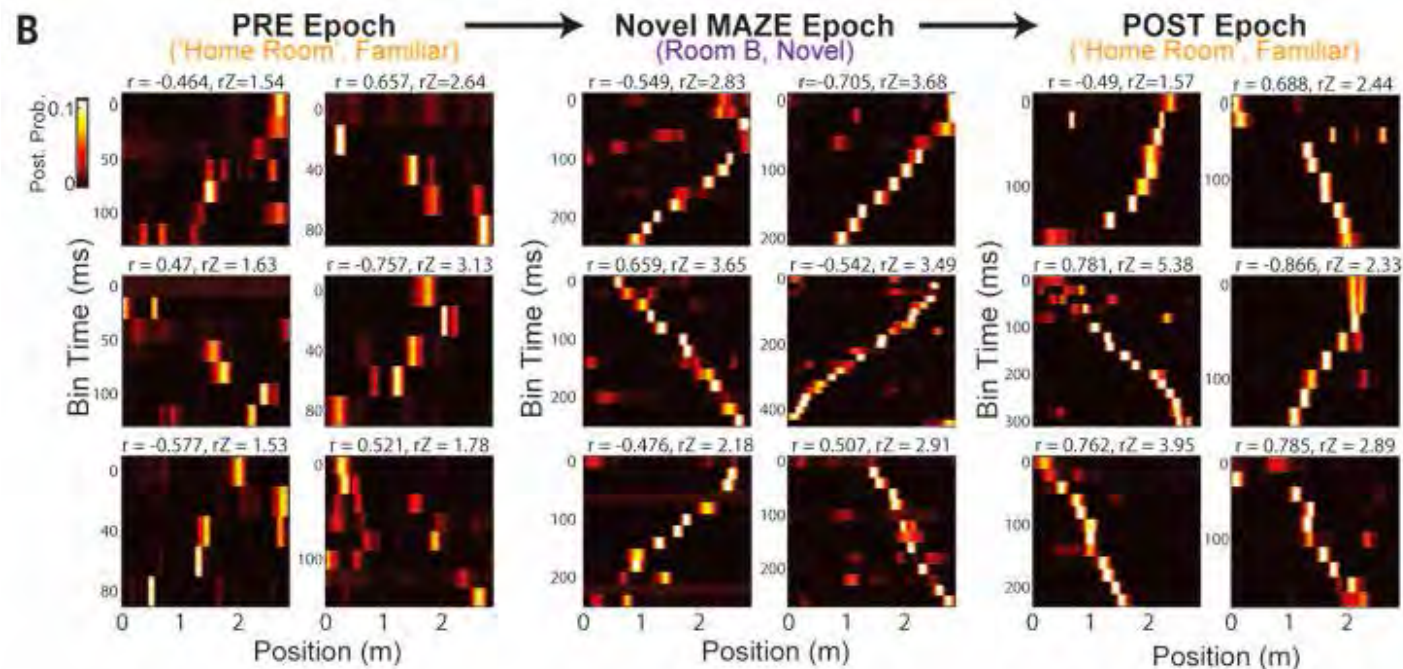 B
PRE Epoch
Novel MAZE Epoch
POST Epoch
('Home Room', Familiar)
(Room B, Novel)
('Home Room', Familiar)
r = -0.464, rZ=1.54
r = 0.657, rZ=2.64
r = -0.549, rZ=2.83
r=-0.705, rZ=3.68
r = -0.49, rZ=1.57
r = 0.688, rZ = 2.44
Post. Prob.
0.1
0
0
50
100
0
40
80
0
100
200
0
100
200
0
100
0
100
r = 0.47, rZ = 1.63
r = -0.757, rZ = 3.13
r = 0.659, rZ = 3.65
r = -0.542, rZ = 3.49
r = 0.781, rZ = 5.38
r = -0.866, rZ = 2.33
Bin Time (ms)
Bin Time (ms)
Bin Time (ms)
0
50
100
0
40
80
0
100
200
0
200
400
0
100
200
300
0
100
r = -0.577, rZ = 1.53
r = 0.521, rZ = 1.78
r = -0.476, rZ = 2.18
r = 0.507, rZ = 2.91
r = 0.762, rZ = 3.95
r = 0.785, rZ = 2.89
0
40
80
0
100
0
100
200
0
100
200
0
100
200
0
100
0 1 2
0 1 2
0 1 2
0 1 2
0 1 2
0 1 2
Position (m)
Position (m)
Position (m)